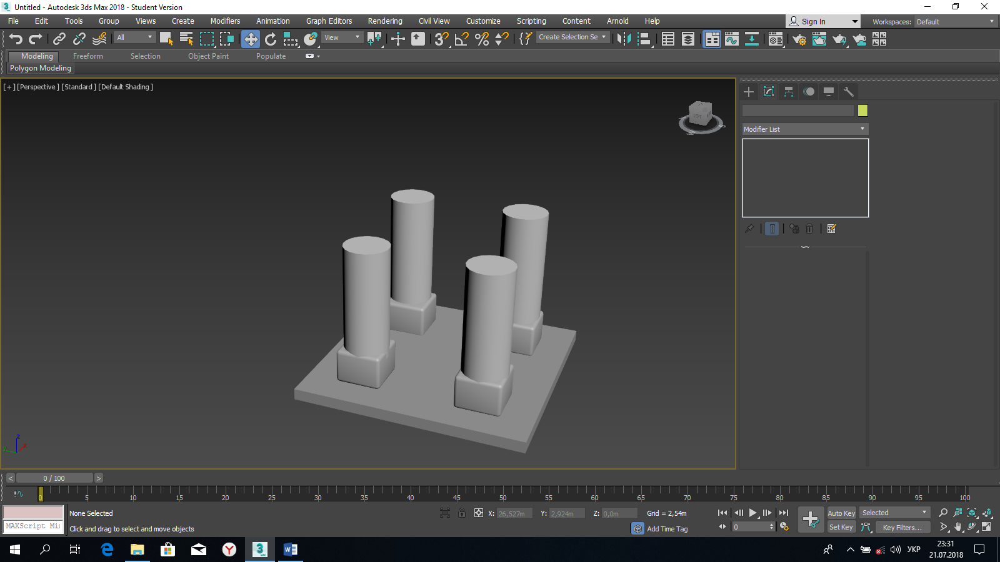 Untitled - Autodesk 3ds Max 2018 - Student Version
File Edit Tools Group Views Create Modifiers Animation Graph Editors Rendering Civil View Customize Scripting Content Arnold Help
Sign In Workspaces: Default
All View Create Selection Se
Modeling Freeform Selection Object Paint Populate
Polygon Modeling
[+] [Perspective] [Standard] [Default Shading]
Modifier List
z
x
y
< 0 / 100 >
0 5 10 15 20 25 30 35 40 45 50 55 60 65 70 75 80 85 90 95 100
None Selected X: 26,527m Y: 2,924m Z: 0,0m Grid = 2,54m
Auto Key Selected
MAXScript Mi
Click and drag to select and move objects
Add Time Tag
0
Set Key Key Filters...
УКР
23:31
21.07.2018